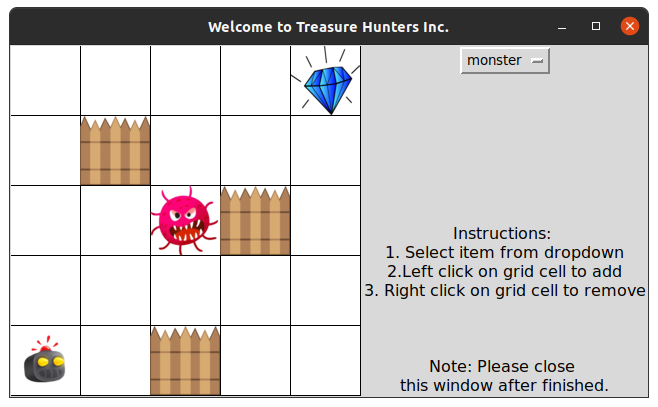 Welcome to Treasure Hunters Inc.
monster
Instructions:
1. Select item from dropdown
2.Left click on grid cell to add
3. Right click on grid cell to remove
Note: Please close
this window after finished.